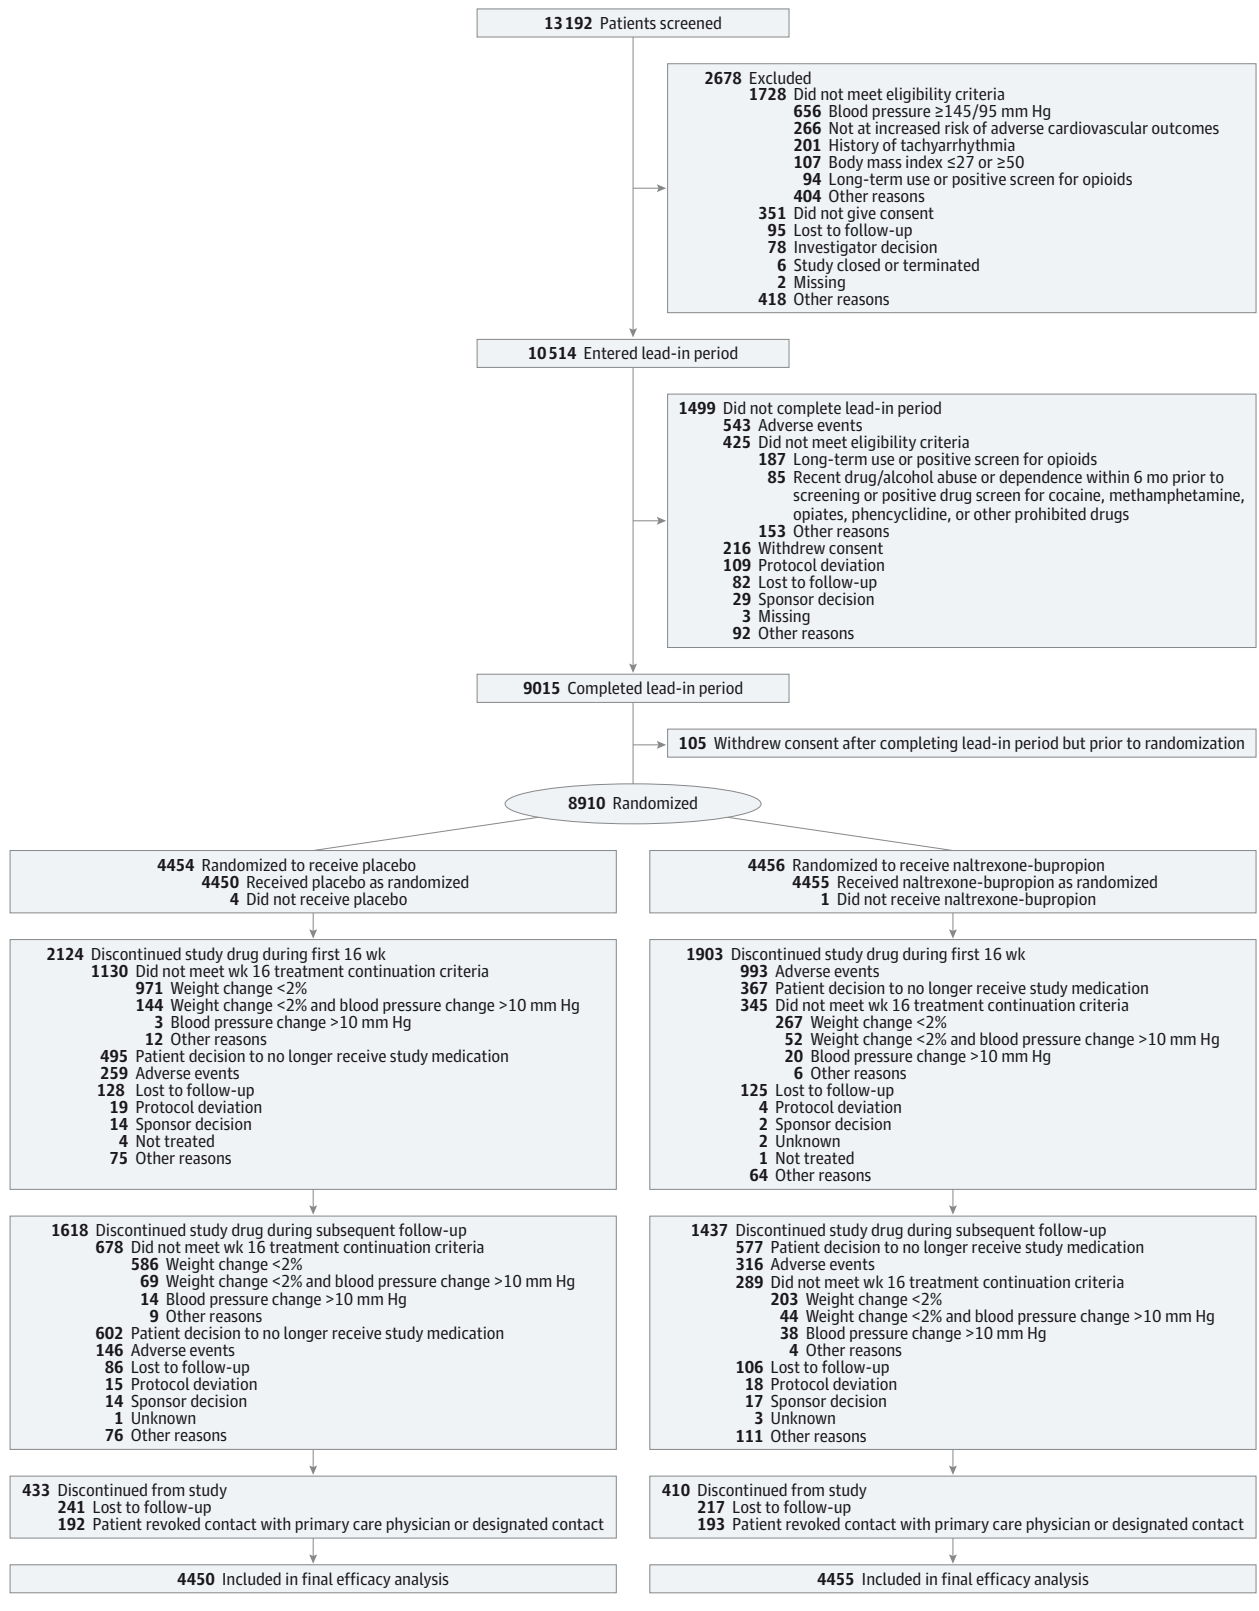 13 192 Patients screened
2678 Excluded
1728 Did not meet eligibility criteria
656 Blood pressure ≥145/95 mm Hg
266 Not at increased risk of adverse cardiovascular outcomes
201 History of tachyarrhythmia
107 Body mass index ≤27 or ≥50
94 Long-term use or positive screen for opioids
404 Other reasons
351 Did not give consent
95 Lost to follow-up
78 Investigator decision
6 Study closed or terminated
2 Missing
418 Other reasons
10 514 Entered lead-in period
1499 Did not complete lead-in period
543 Adverse events
425 Did not meet eligibility criteria
187 Long-term use or positive screen for opioids
85 Recent drug/alcohol abuse or dependence within 6 mo prior to
screening or positive drug screen for cocaine, methamphetamine,
opiates, phencyclidine, or other prohibited drugs
153 Other reasons
216 Withdrew consent
109 Protocol deviation
82 Lost to follow-up
29 Sponsor decision
3 Missing
92 Other reasons
9015 Completed lead-in period
105 Withdrew consent after completing lead-in period but prior to randomization
8910 Randomized
4454 Randomized to receive placebo
4450 Received placebo as randomized
4 Did not receive placebo
2124 Discontinued study drug during first 16 wk
1130 Did not meet wk 16 treatment continuation criteria
971 Weight change <2%
144 Weight change <2% and blood pressure change >10 mm Hg
3 Blood pressure change >10 mm Hg
12 Other reasons
495 Patient decision to no longer receive study medication
259 Adverse events
128 Lost to follow-up
19 Protocol deviation
14 Sponsor decision
4 Not treated
75 Other reasons
1618 Discontinued study drug during subsequent follow-up
678 Did not meet wk 16 treatment continuation criteria
586 Weight change <2%
69 Weight change <2% and blood pressure change >10 mm Hg
14 Blood pressure change >10 mm Hg
9 Other reasons
602 Patient decision to no longer receive study medication
146 Adverse events
86 Lost to follow-up
15 Protocol deviation
14 Sponsor decision
1 Unknown
76 Other reasons
433 Discontinued from study
241 Lost to follow-up
192 Patient revoked contact with primary care physician or designated contact
4450 Included in final efficacy analysis
4456 Randomized to receive naltrexone-bupropion
4455 Received naltrexone-bupropion as randomized
1 Did not receive naltrexone-bupropion
1903 Discontinued study drug during first 16 wk
993 Adverse events
367 Patient decision to no longer receive study medication
345 Did not meet wk 16 treatment continuation criteria
267 Weight change <2%
52 Weight change <2% and blood pressure change >10 mm Hg
20 Blood pressure change >10 mm Hg
6 Other reasons
125 Lost to follow-up
4 Protocol deviation
2 Sponsor decision
2 Unknown
1 Not treated
64 Other reasons
1437 Discontinued study drug during subsequent follow-up
577 Patient decision to no longer receive study medication
316 Adverse events
289 Did not meet wk 16 treatment continuation criteria
203 Weight change <2%
44 Weight change <2% and blood pressure change >10 mm Hg
38 Blood pressure change >10 mm Hg
4 Other reasons
106 Lost to follow-up
18 Protocol deviation
17 Sponsor decision
3 Unknown
111 Other reasons
410 Discontinued from study
217 Lost to follow-up
193 Patient revoked contact with primary care physician or designated contact
4455 Included in final efficacy analysis